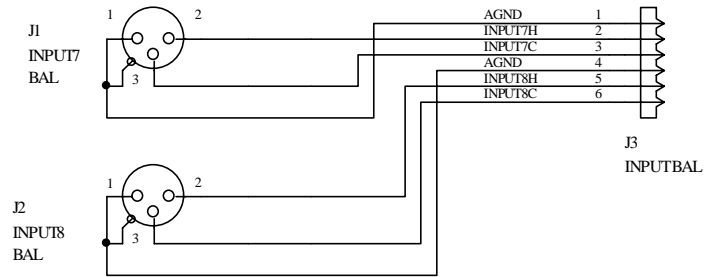 1 2
J1
INPUT7
BAL
3
AGND 1
INPUT7H 2
INPUT7C 3
AGND 4
INPUT8H 5
INPUT8C 6
J3
INPUTBAL
1 2
J2
INPUT8
BAL
3